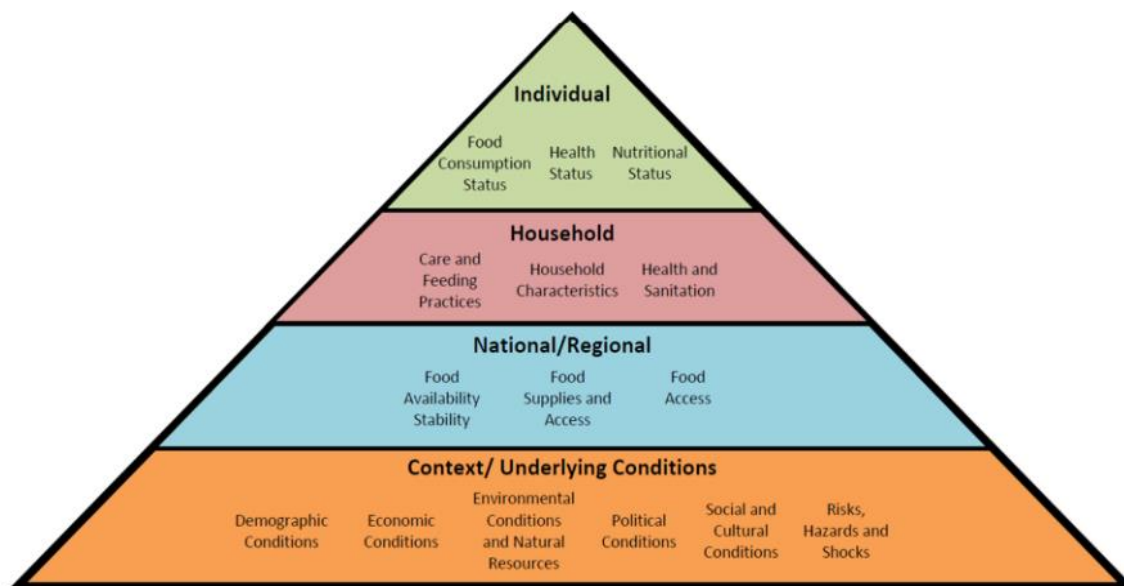 Individual
Food
Consumption
Status
Health
Status
Nutritional
Status
Household
Care and
Feeding
Practices
Household
Characteristics
Health and
Sanitation
National/Regional
Food
Availability
Stability
Food
Supplies and
Access
Food
Access
Context/ Underlying Conditions
Demographic
Conditions
Economic
Conditions
Environmental
Conditions
and Natural
Resources
Political
Conditions
Social and
Cultural
Conditions
Risks,
Hazards and
Shocks